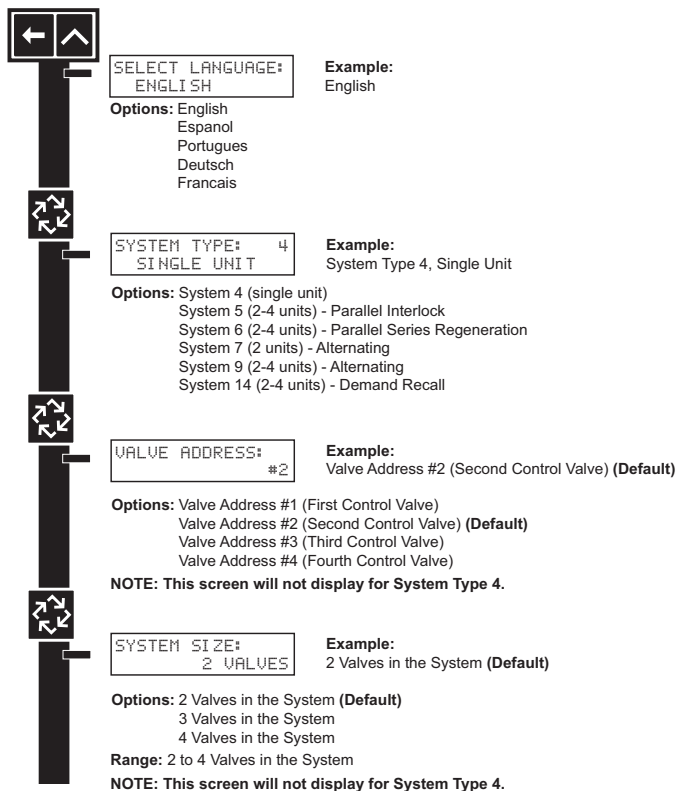 SELECT LANGUAGE:
ENGLISH
Example:
English
Options: English
Espanol
Portugues
Deutsch
Francais
SYSTEM TYPE: 4
SINGLE UNIT
Example:
System Type 4, Single Unit
Options: System 4 (single unit)
System 5 (2-4 units) - Parallel Interlock
System 6 (2-4 units) - Parallel Series Regeneration
System 7 (2 units) - Alternating
System 9 (2-4 units) - Alternating
System 14 (2-4 units) - Demand Recall
VALVE ADDRESS:
#2
Example:
Valve Address #2 (Second Control Valve) (Default)
Options: Valve Address #1 (First Control Valve)
Valve Address #2 (Second Control Valve) (Default)
Valve Address #3 (Third Control Valve)
Valve Address #4 (Fourth Control Valve)
NOTE: This screen will not display for System Type 4.
SYSTEM SIZE:
2 VALVES
Example:
2 Valves in the System (Default)
Options: 2 Valves in the System (Default)
3 Valves in the System
4 Valves in the System
Range: 2 to 4 Valves in the System
NOTE: This screen will not display for System Type 4.